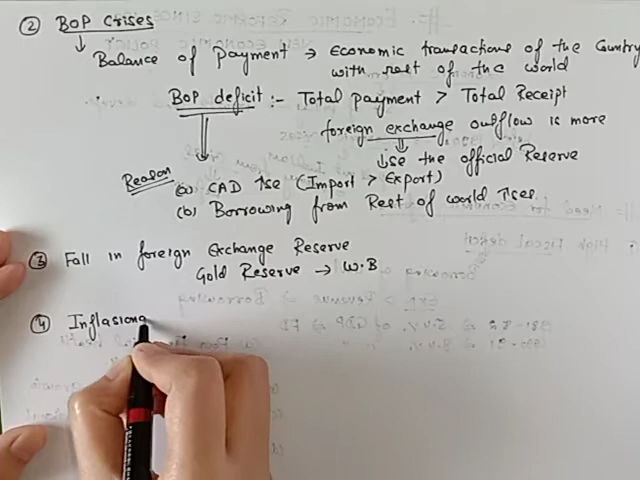 ② BOP Crises
↓
Balance of Payment → Economic transactions of the Country
with rest of the world
BOP deficit :- Total payment > Total Receipt
foreign exchange outflow is more
↓se the official Reserve
Reason
(a) CAD ↑se (Import > Export)
(b) Borrowing from Rest of world ↑ses
③ Fall in foreign Exchange Reserve
Gold Reserve → W.B
④ Inflasiona